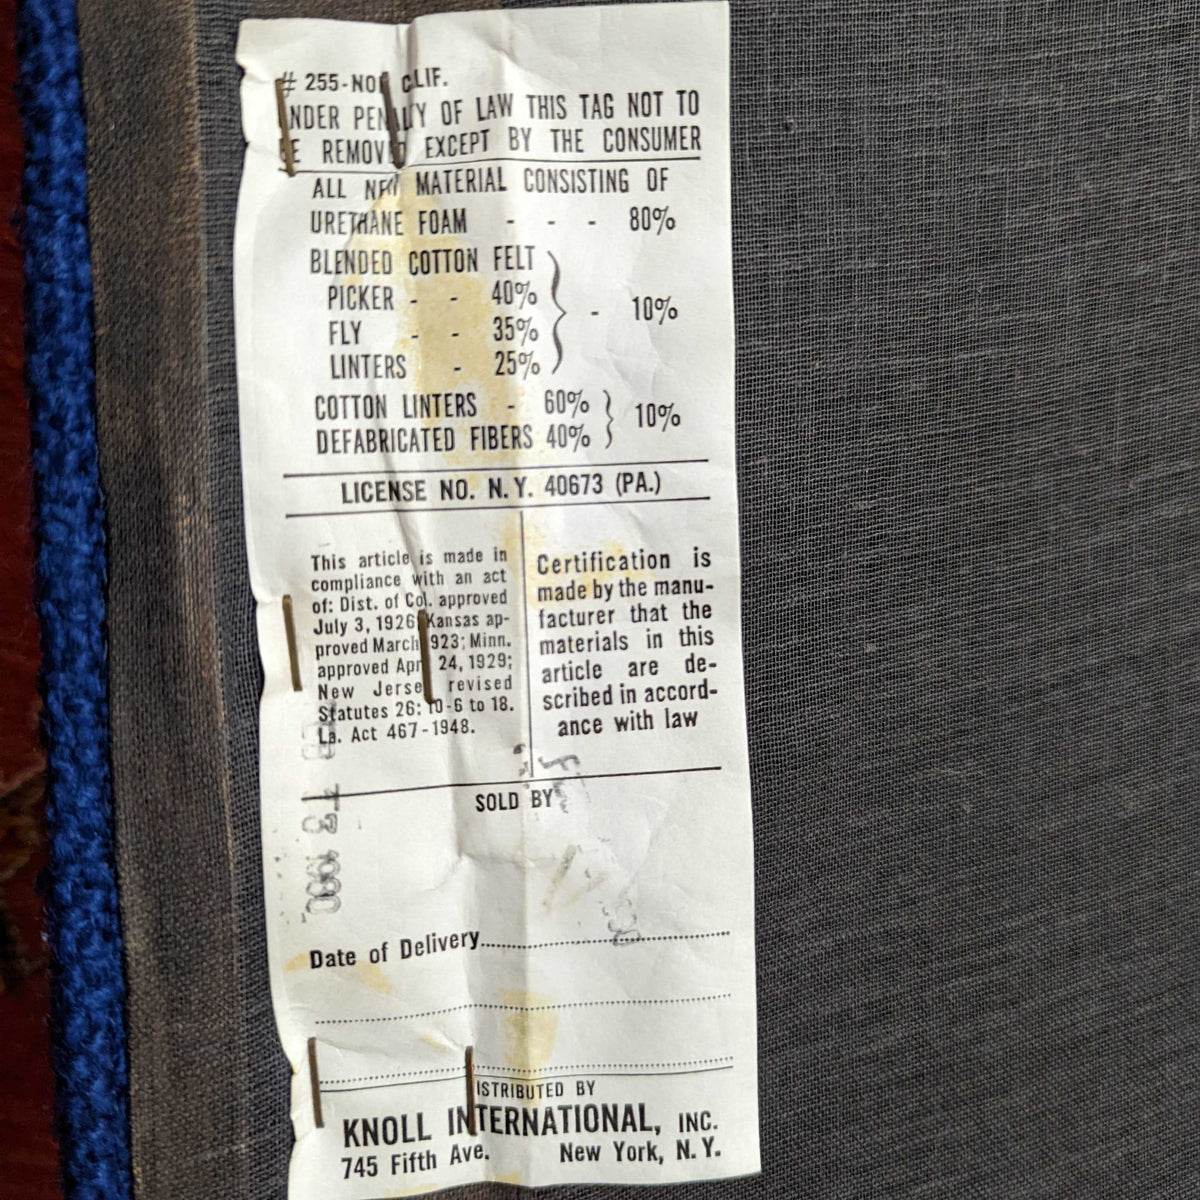 # 255-NON CLIF.
UNDER PENALTY OF LAW THIS TAG NOT TO
BE REMOVED EXCEPT BY THE CONSUMER
ALL NEW MATERIAL CONSISTING OF
URETHANE FOAM - - - 80%
BLENDED COTTON FELT
PICKER - - 40%
FLY - - 35%
LINTERS - 25%
- 10%
COTTON LINTERS - 60%
DEFABRICATED FIBERS 40%
10%
LICENSE NO. N.Y. 40673 (PA.)
This article is made in
compliance with an act
of: Dist. of Col. approved
July 3, 1926; Kansas ap-
proved March 1923; Minn.
approved Apr. 24, 1929;
New Jersey revised
Statutes 26: 10-6 to 18.
La. Act 467-1948.
Certification is
made by the manu-
facturer that the
materials in this
article are de-
scribed in accord-
ance with law
SOLD BY
Date of Delivery
DISTRIBUTED BY
KNOLL INTERNATIONAL, INC.
745 Fifth Ave. New York, N.Y.